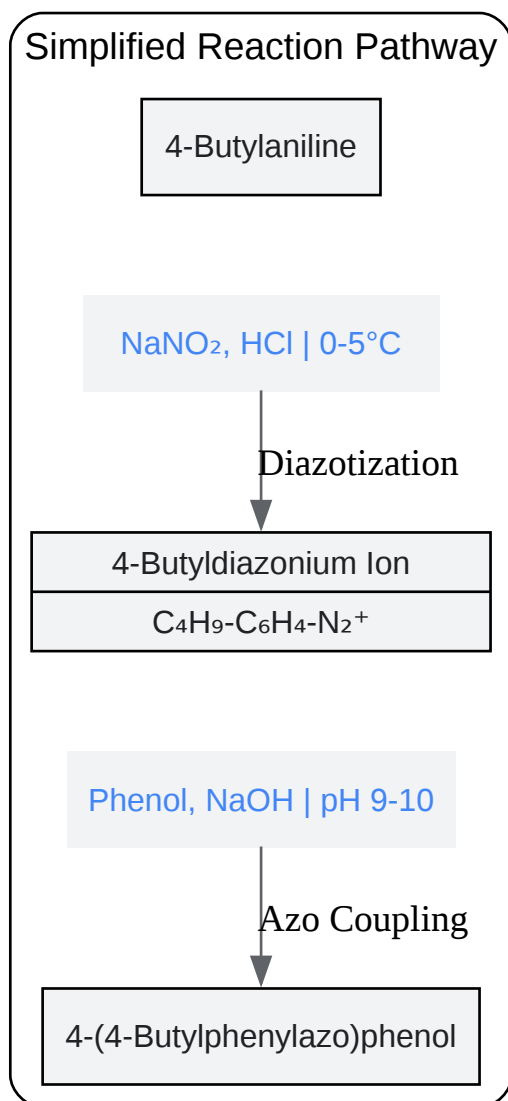 Simplified Reaction Pathway
4-Butylaniline
NaNO₂, HCl | 0-5°C
Diazotization
4-Butyldiazonium Ion
C₄H₉-C₆H₄-N₂⁺
Phenol, NaOH | pH 9-10
Azo Coupling
4-(4-Butylphenylazo)phenol